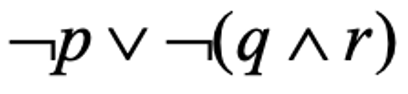 ¬p ∨ ¬(q ∧ r)